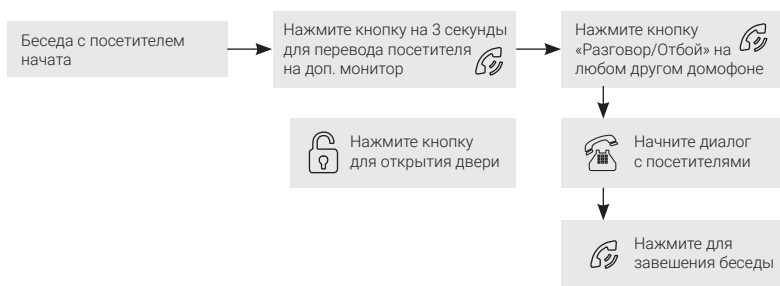 Беседа с посетителем
начата
Нажмите кнопку на 3 секунды
для перевода посетителя
на доп. монитор
Нажмите кнопку
«Разговор/Отбой» на
любом другом домофоне
Нажмите кнопку
для открытия двери
Начните диалог
с посетителями
Нажмите для
завешения беседы